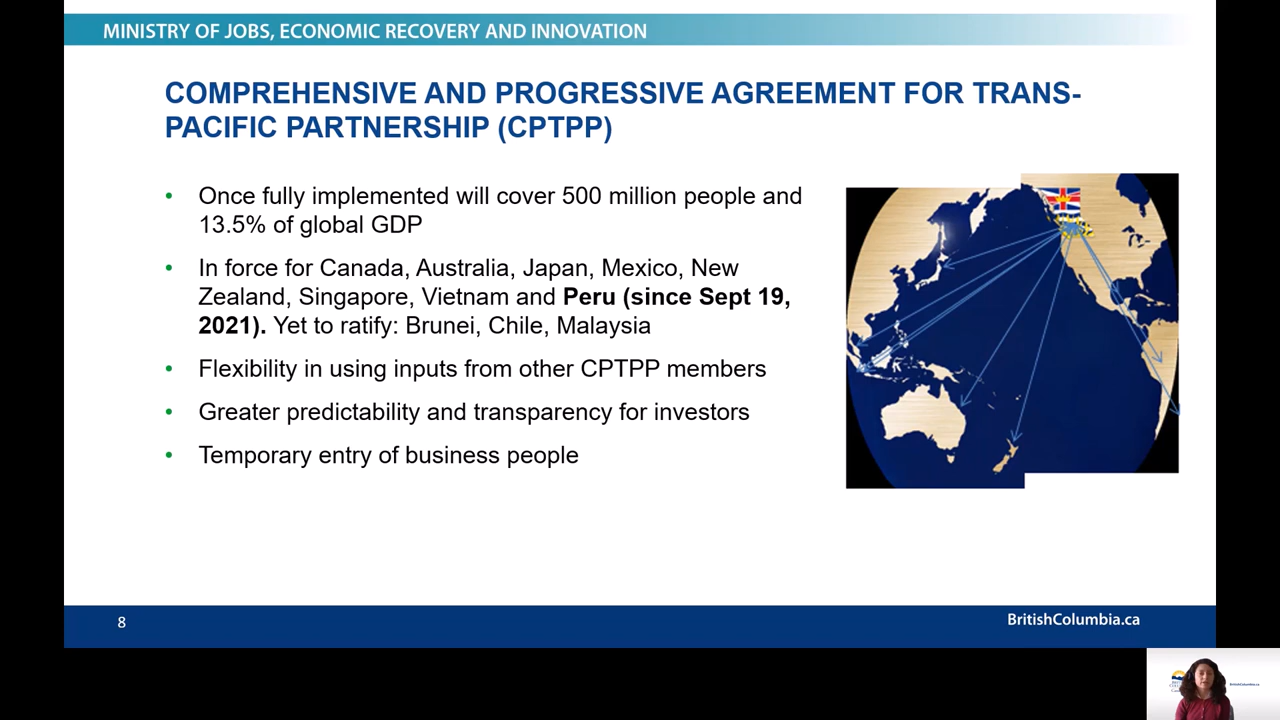 MINISTRY OF JOBS, ECONOMIC RECOVERY AND INNOVATION
COMPREHENSIVE AND PROGRESSIVE AGREEMENT FOR TRANS-
PACIFIC PARTNERSHIP (CPTPP)
• Once fully implemented will cover 500 million people and
13.5% of global GDP
• In force for Canada, Australia, Japan, Mexico, New
Zealand, Singapore, Vietnam and Peru (since Sept 19,
2021). Yet to ratify: Brunei, Chile, Malaysia
• Flexibility in using inputs from other CPTPP members
• Greater predictability and transparency for investors
• Temporary entry of business people
8
BritishColumbia.ca
BritishColumbia.ca